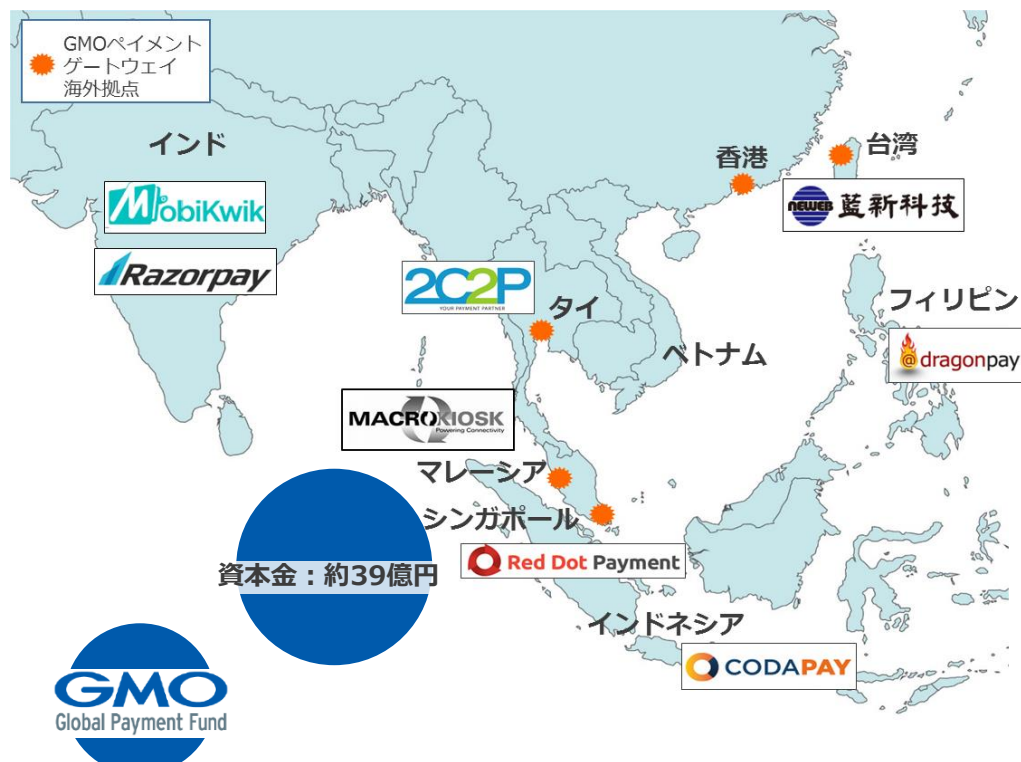 GMOペイメント
ゲートウェイ
海外拠点
インド
MobiKwik
Razorpay
香港
台湾
neweb 藍新科技
2C2P
YOUR PAYMENT PARTNER
タイ
ベトナム
フィリピン
@dragonpay
MACROKIOSK
Powering Connectivity
マレーシア
シンガポール
Red Dot Payment
資本金:約39億円
インドネシア
CODAPAY
GMO
Global Payment Fund